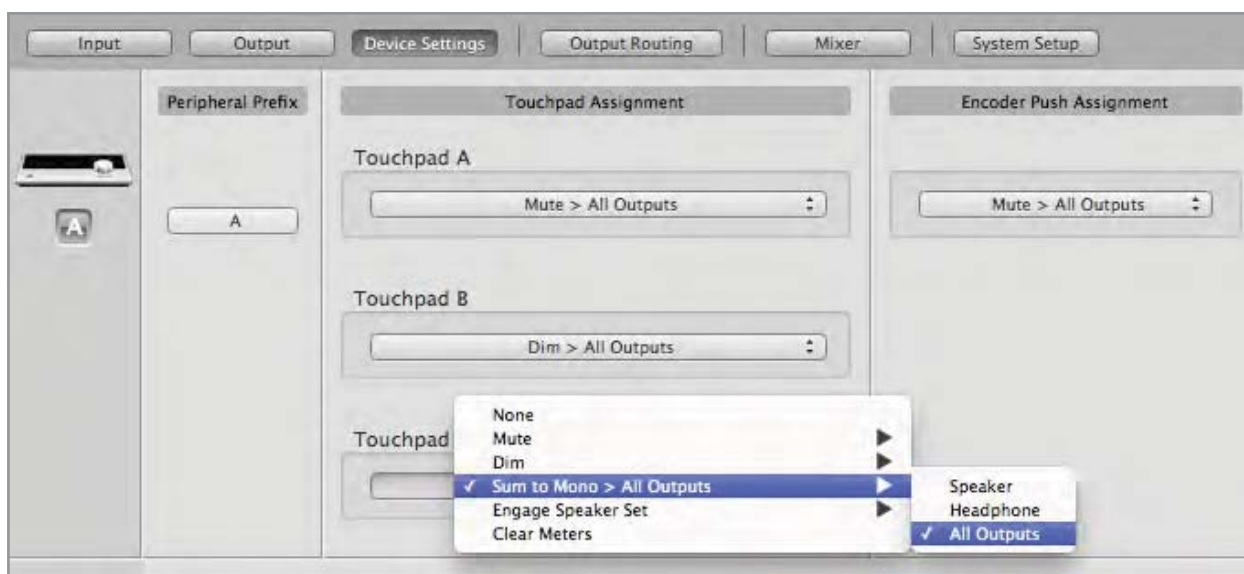 Input
Output
Device Settings
Output Routing
Mixer
System Setup
Peripheral Prefix
Touchpad Assignment
Encoder Push Assignment
A
A
Touchpad A
Mute > All Outputs
Mute > All Outputs
Touchpad B
Dim > All Outputs
Touchpad
None
Mute
Dim
✓ Sum to Mono > All Outputs
Engage Speaker Set
Clear Meters
Speaker
Headphone
✓ All Outputs